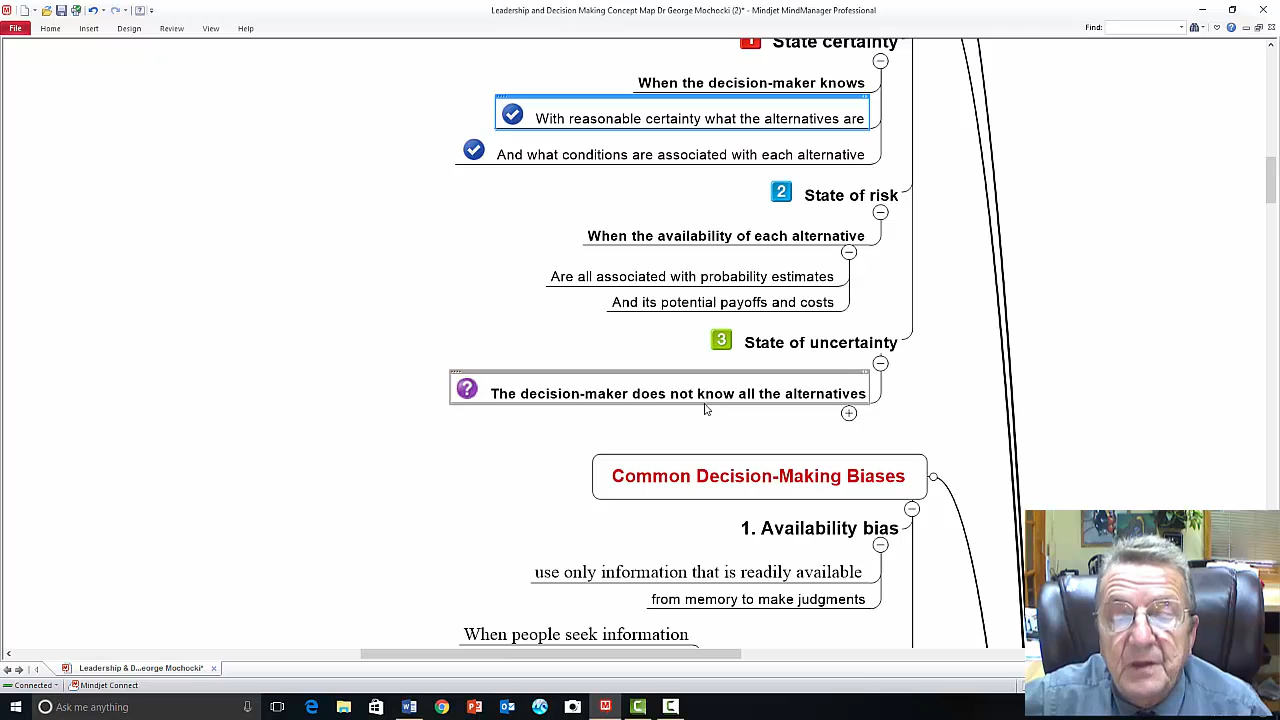 Leadership and Decision Making Concept Map Dr George Mochocki (2)* - Mindjet MindManager Professional
File Home Insert Design Review View Help
Find:
1 State certainty
When the decision-maker knows
With reasonable certainty what the alternatives are
And what conditions are associated with each alternative
2 State of risk
When the availability of each alternative
Are all associated with probability estimates
And its potential payoffs and costs
3 State of uncertainty
? The decision-maker does not know all the alternatives
Common Decision-Making Biases
1. Availability bias
use only information that is readily available
from memory to make judgments
When people seek information
Leadership & D...eorge Mochocki*
Connected Mindjet Connect
Ask me anything